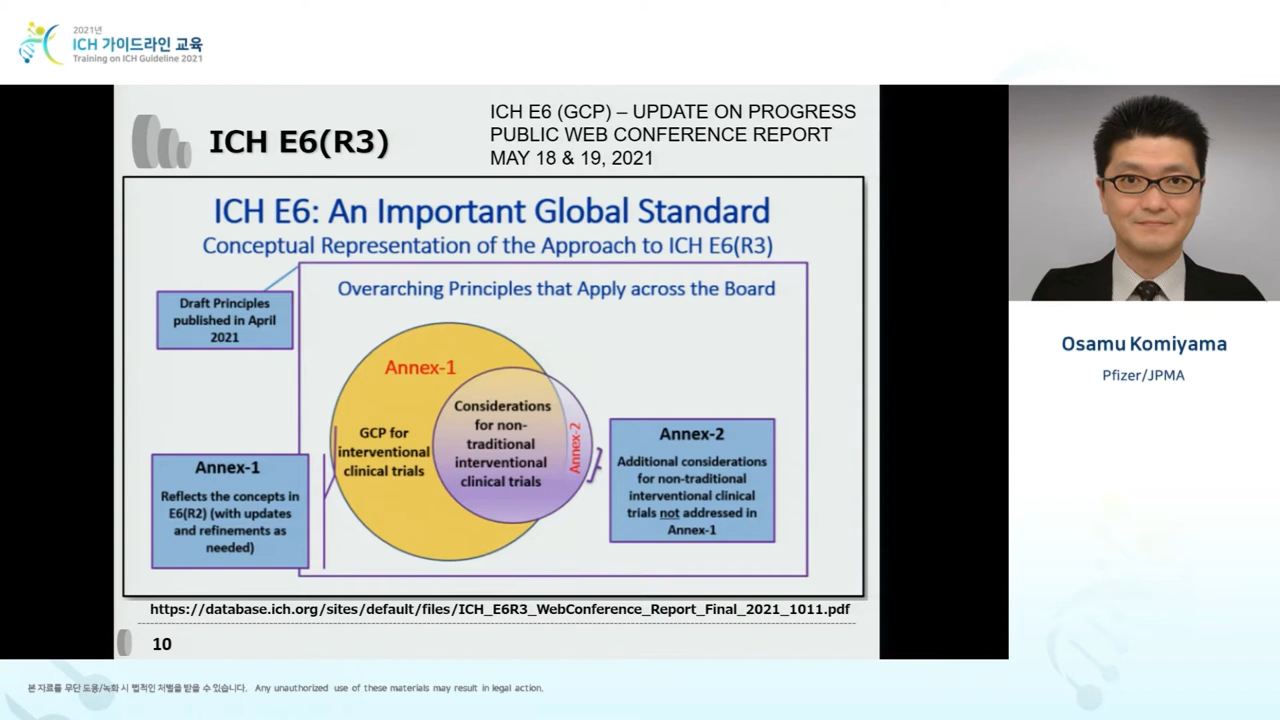 2021년
ICH 가이드라인 교육
Training on ICH Guideline 2021
ICH E6(R3)
ICH E6 (GCP) – UPDATE ON PROGRESS
PUBLIC WEB CONFERENCE REPORT
MAY 18 & 19, 2021
ICH E6: An Important Global Standard
Conceptual Representation of the Approach to ICH E6(R3)
Overarching Principles that Apply across the Board
Draft Principles
published in April
2021
Annex-1
GCP for
interventional
clinical trials
Considerations
for non-
traditional
interventional
clinical trials
Annex-2
Annex-1
Reflects the concepts in
E6(R2) (with updates
and refinements as
needed)
Annex-2
Additional considerations
for non-traditional
interventional clinical
trials not addressed in
Annex-1
https://database.ich.org/sites/default/files/ICH_E6R3_WebConference_Report_Final_2021_1011.pdf
10
Osamu Komiyama
Pfizer/JPMA
본 자료를 무단 도용/녹화 시 법적인 처벌을 받을 수 있습니다. Any unauthorized use of these materials may result in legal action.